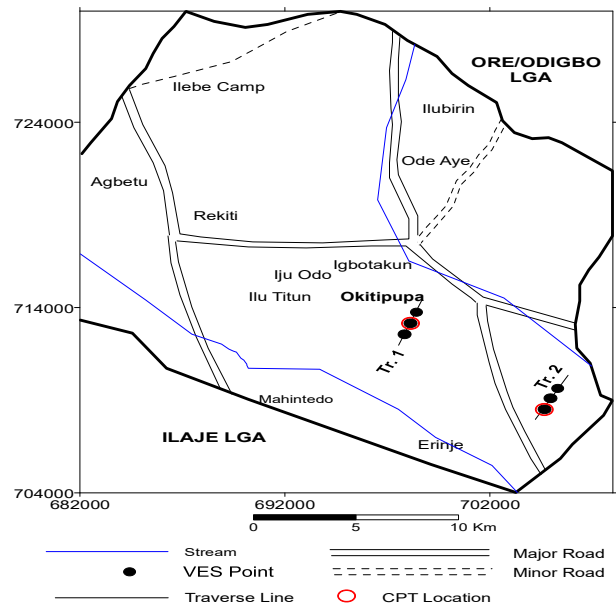 ORE/ODIGBO
LGA
Ilebe Camp
Ilubirin
724000
Ode Aye
Agbetu
Rekiti
Igbotakun
Iju Odo
Ilu Titun
Okitipupa
714000
Tr. 1
Tr. 2
Mahintedo
ILAJE LGA
Erinje
704000
682000
692000
702000
0
5
10 Km
Stream
Major Road
VES Point
Minor Road
Traverse Line
CPT Location